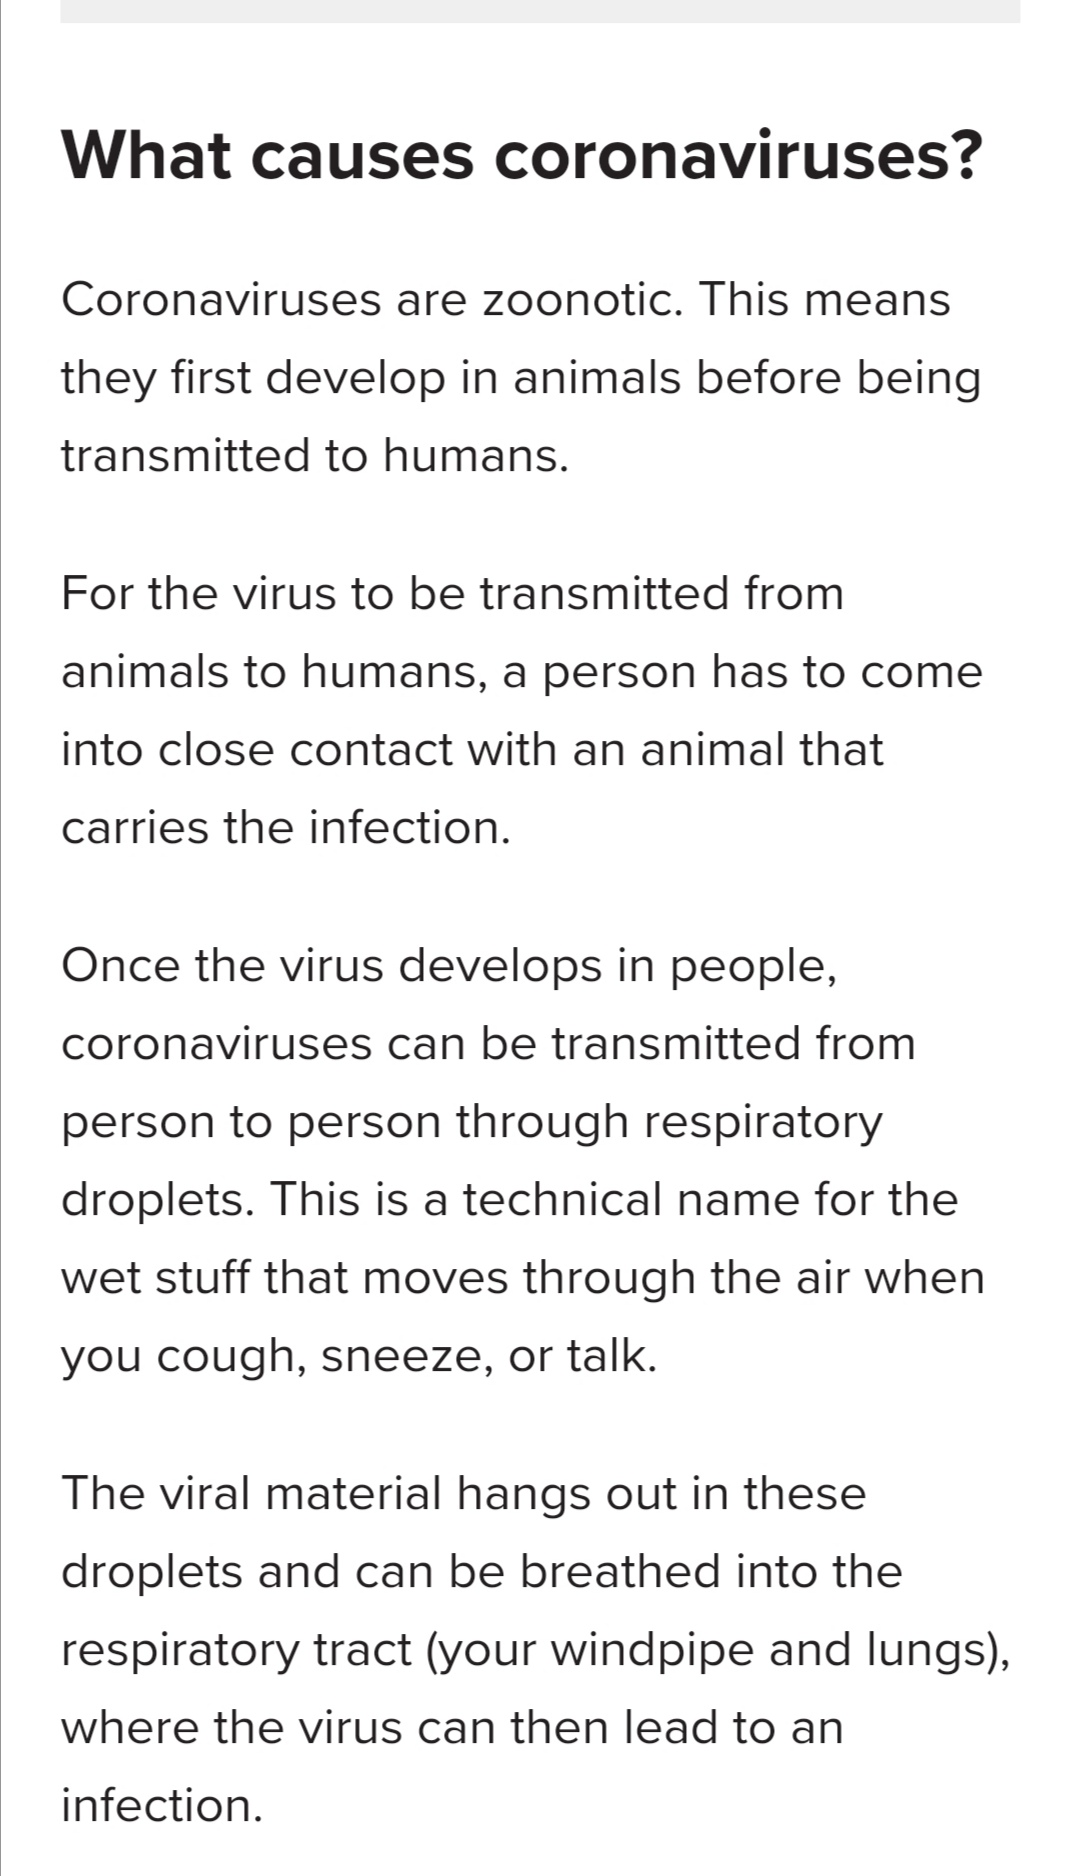 What causes coronaviruses?
Coronaviruses are zoonotic. This means
they first develop in animals before being
transmitted to humans.
For the virus to be transmitted from
animals to humans, a person has to come
into close contact with an animal that
carries the infection.
Once the virus develops in people,
coronaviruses can be transmitted from
person to person through respiratory
droplets. This is a technical name for the
wet stuff that moves through the air when
you cough, sneeze, or talk.
The viral material hangs out in these
droplets and can be breathed into the
respiratory tract (your windpipe and lungs),
where the virus can then lead to an
infection.